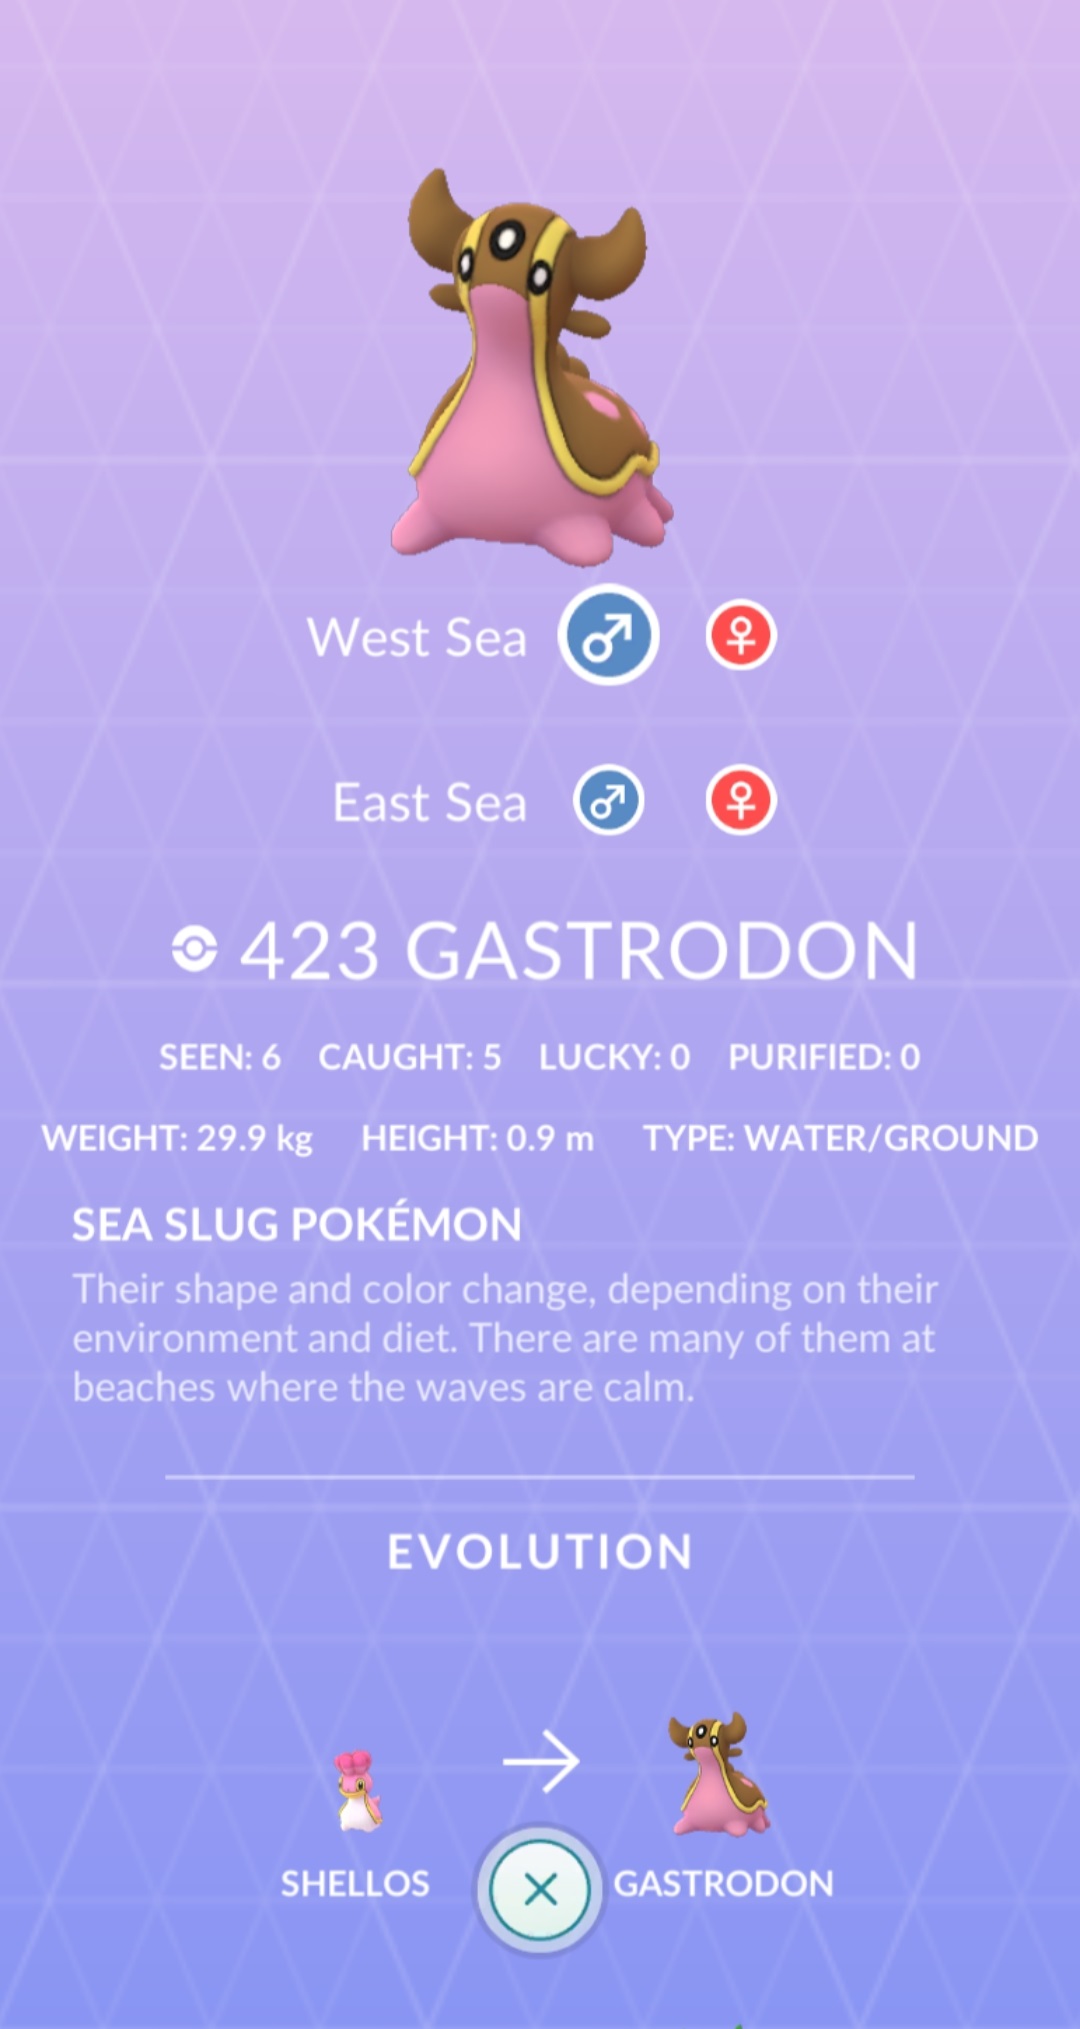 West Sea
East Sea
423 GASTRODON
SEEN: 6 CAUGHT: 5 LUCKY: 0 PURIFIED: 0
WEIGHT: 29.9 kg HEIGHT: 0.9 m TYPE: WATER/GROUND
SEA SLUG POKÉMON
Their shape and color change, depending on their
environment and diet. There are many of them at
beaches where the waves are calm.
EVOLUTION
SHELLOS GASTRODON